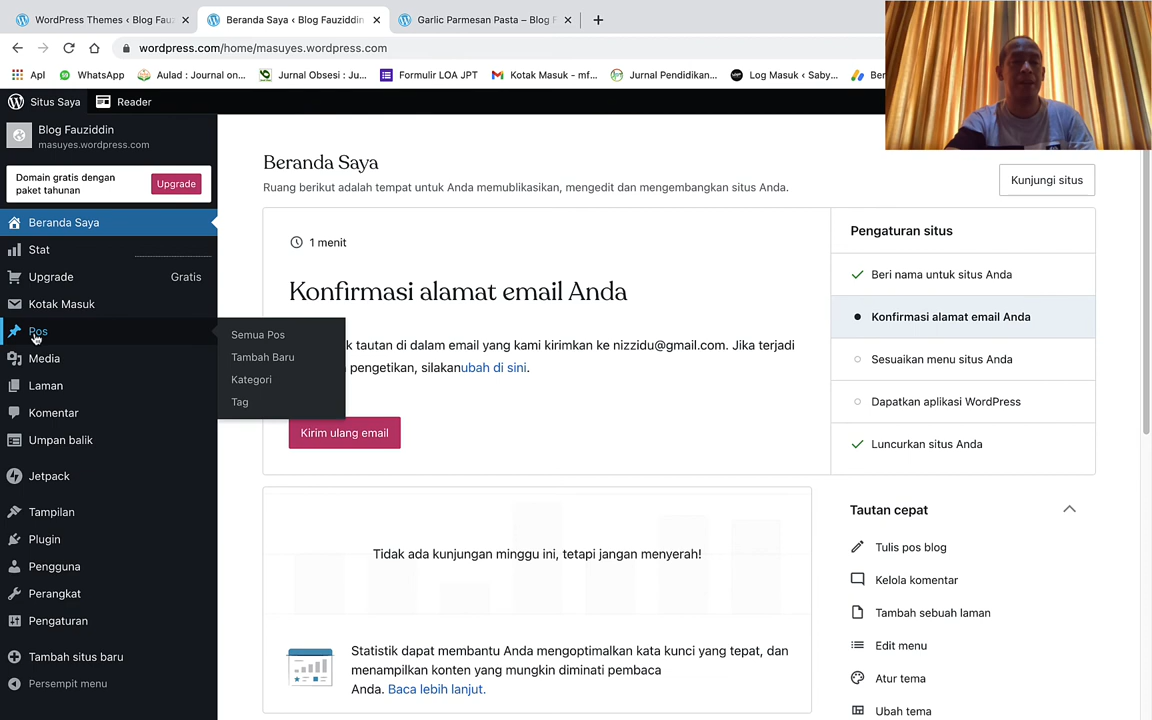 WordPress Themes ‹ Blog Fauz
Beranda Saya ‹ Blog Fauziddin
Garlic Parmesan Pasta – Blog F
wordpress.com/home/masuyes.wordpress.com
Apl
WhatsApp
Aulad : Journal on...
Jurnal Obsesi : Ju...
Formulir LOA JPT
Kotak Masuk - mf...
Jurnal Pendidikan...
Log Masuk ‹ Saby...
Situs Saya
Reader
Blog Fauziddin
masuyes.wordpress.com
Domain gratis dengan
paket tahunan
Upgrade
Beranda Saya
Stat
Upgrade
Gratis
Kotak Masuk
Pos
Media
Laman
Komentar
Umpan balik
Jetpack
Tampilan
Plugin
Pengguna
Perangkat
Pengaturan
Tambah situs baru
Persempit menu
Semua Pos
Tambah Baru
Kategori
Tag
Beranda Saya
Ruang berikut adalah tempat untuk Anda memublikasikan, mengedit dan mengembangkan situs Anda.
Kunjungi situs
1 menit
Konfirmasi alamat email Anda
tautan di dalam email yang kami kirimkan ke nizzidu@gmail.com. Jika terjadi
pengetikan, silakanubah di sini.
Kirim ulang email
Pengaturan situs
Beri nama untuk situs Anda
Konfirmasi alamat email Anda
Sesuaikan menu situs Anda
Dapatkan aplikasi WordPress
Luncurkan situs Anda
Tidak ada kunjungan minggu ini, tetapi jangan menyerah!
Statistik dapat membantu Anda mengoptimalkan kata kunci yang tepat, dan
menampilkan konten yang mungkin diminati pembaca
Anda. Baca lebih lanjut.
Tautan cepat
Tulis pos blog
Kelola komentar
Tambah sebuah laman
Edit menu
Atur tema
Ubah tema